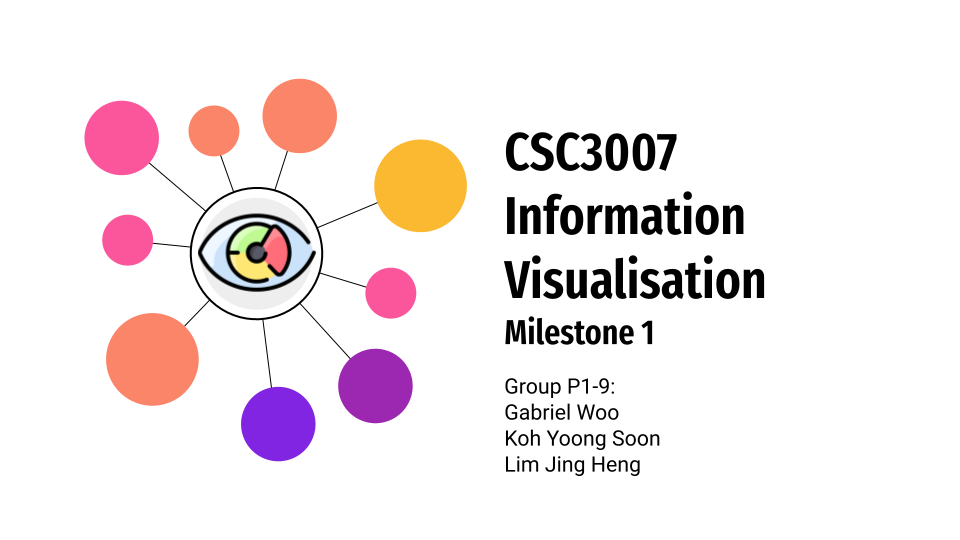 CSC3007
Information
Visualisation
Milestone 1
Group P1-9:
Gabriel Woo
Koh Yoong Soon
Lim Jing Heng